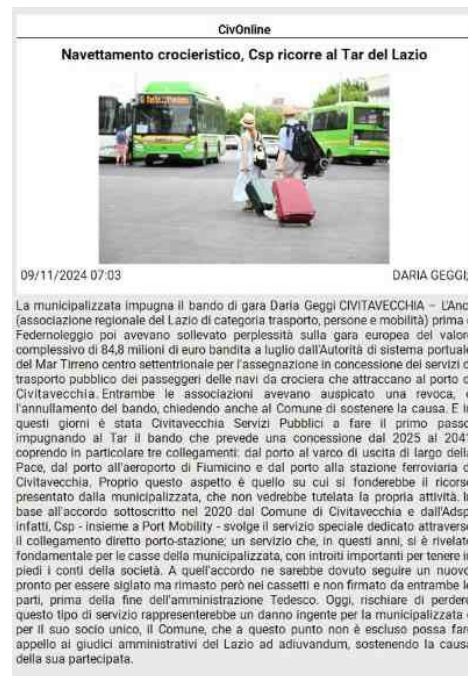 CivOnline
Navettamento crocieristico, Csp ricorre al Tar del Lazio
09/11/2024 07:03
DARIA GEGGI;
La municipalizzata impugna il bando di gara Daria Geggi CIVITAVECCHIA – L'Anc
(associazione regionale del Lazio di categoria trasporto, persone e mobilità) prima
Federnoleggio poi avevano sollevato perplessità sulla gara europea del valore
complessivo di 84,8 milioni di euro bandita a luglio dall'Autorità di sistema portuale
del Mar Tirreno centro settentrionale per l'assegnazione in concessione dei servizi di
trasporto pubblico dei passeggeri delle navi da crociera che attraccano al porto
Civitavecchia. Entrambe le associazioni avevano auspicato una revoca,
l'annullamento del bando, chiedendo anche al Comune di sostenere la causa. E in
questi giorni è stata Civitavecchia Servizi Pubblici a fare il primo passo
impugnando al Tar il bando che prevede una concessione dal 2025 al 204
coprendo in particolare tre collegamenti: dal porto al varco di uscita di largo della
Pace, dal porto all'aeroporto di Fiumicino e dal porto alla stazione ferroviaria di
Civitavecchia. Proprio questo aspetto è quello su cui si fonderebbe il ricorso
presentato dalla municipalizzata, che non vedrebbe tutelata la propria attività. In
base all'accordo sottoscritto nel 2020 dal Comune di Civitavecchia e dall'Adsp
infatti, Csp - insieme a Port Mobility - svolge il servizio speciale dedicato attraverso
il collegamento diretto porto-stazione; un servizio che, in questi anni, si è rivelato
fondamentale per le casse della municipalizzata, con introiti importanti per tenere in
piedi i conti della società. A quell'accordo ne sarebbe dovuto seguire un nuovo
pronto per essere siglato ma rimasto però nei cassetti e non firmato da entrambe le
parti, prima della fine dell'amministrazione Tedesco. Oggi, rischiare di perdere
questo tipo di servizio rappresenterebbe un danno ingente per la municipalizzata
per il suo socio unico, il Comune, che a questo punto non è escluso possa fare
appello ai giudici amministrativi del Lazio ad adiuvandum, sostenendo la causa
della sua partecipata.